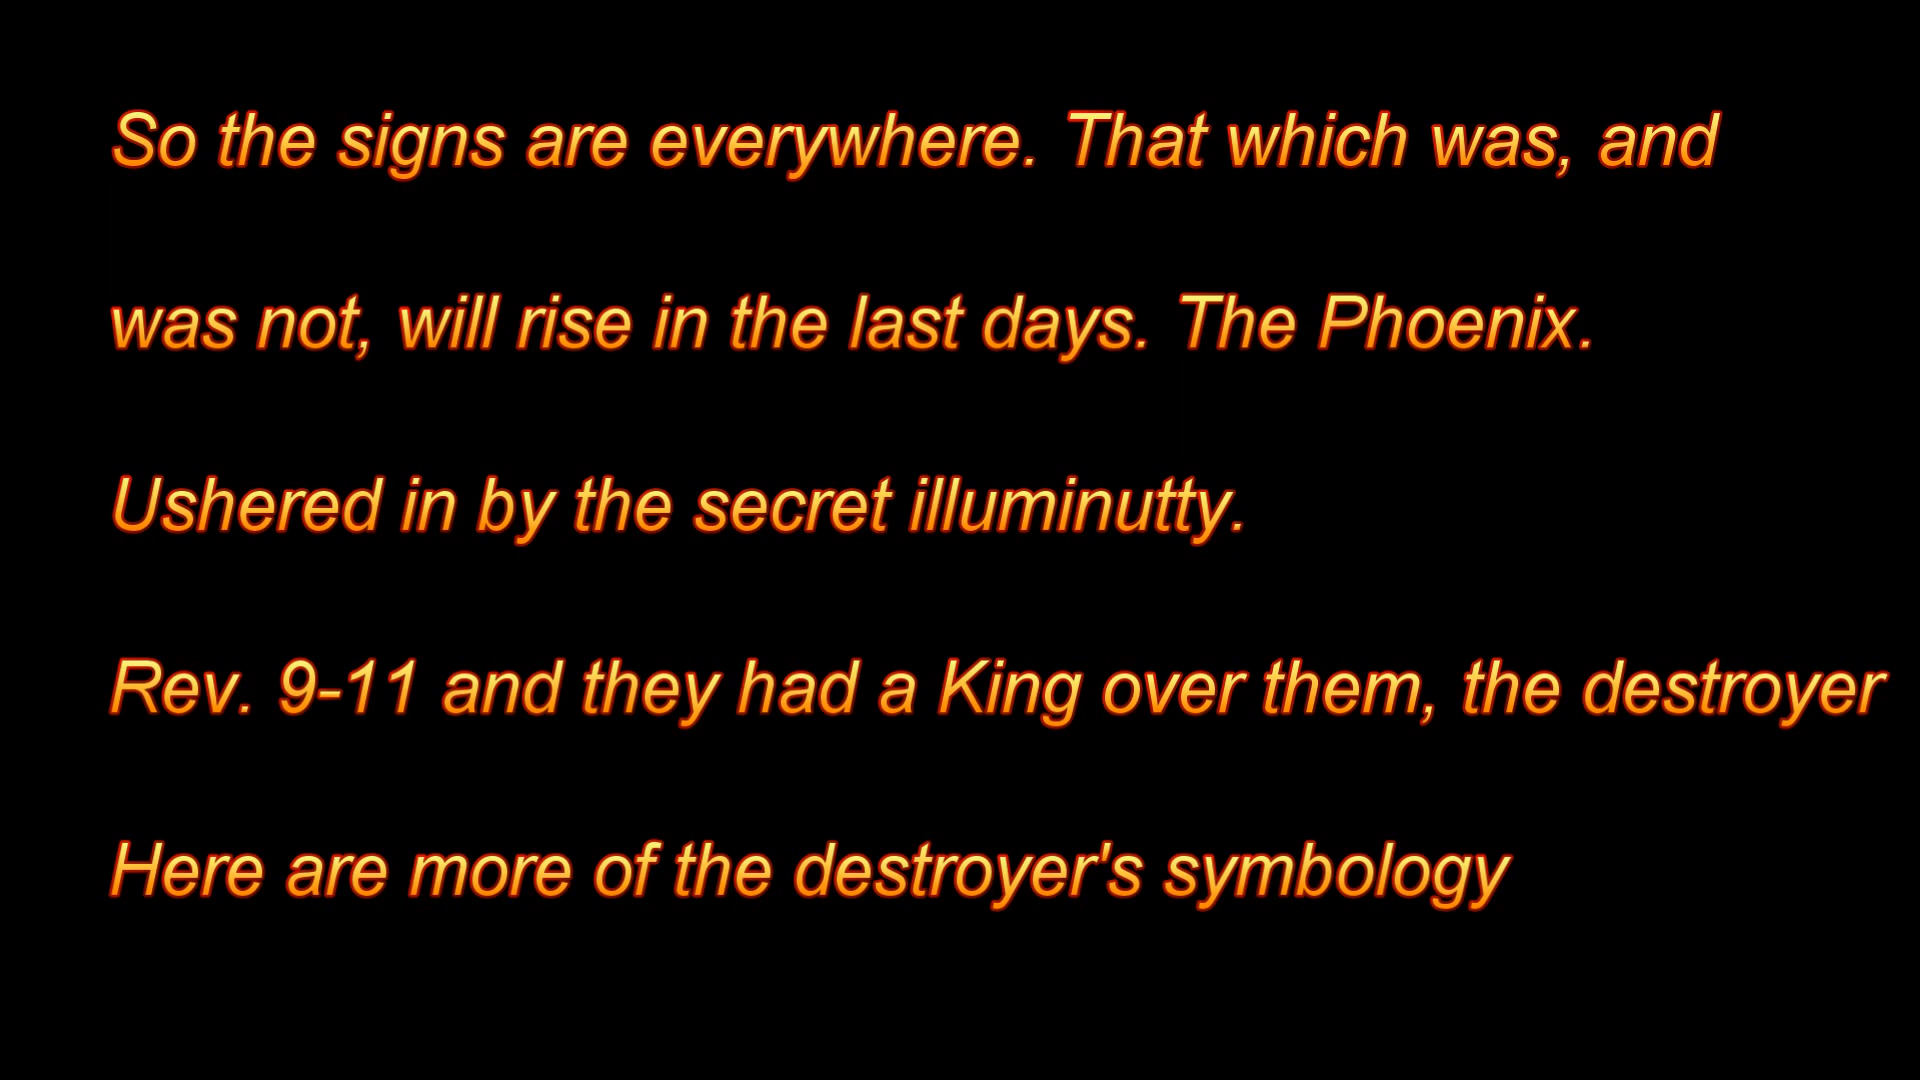 So the signs are everywhere. That which was, and
was not, will rise in the last days. The Phoenix.
Ushered in by the secret illuminutty.
Rev. 9-11 and they had a King over them, the destroyer
Here are more of the destroyer's symbology